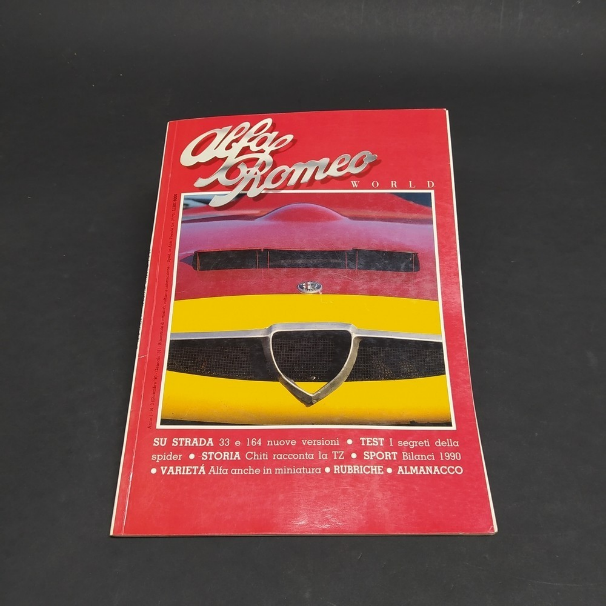 Alfa
Romeo
WORLD
SU STRADA 33 e 164 nuove versioni • TEST I segreti della
spider • STORIA Chiti racconta la TZ • SPORT Bilanci 1990
• VARIETÁ Alfa anche in miniatura • RUBRICHE • ALMANACCO